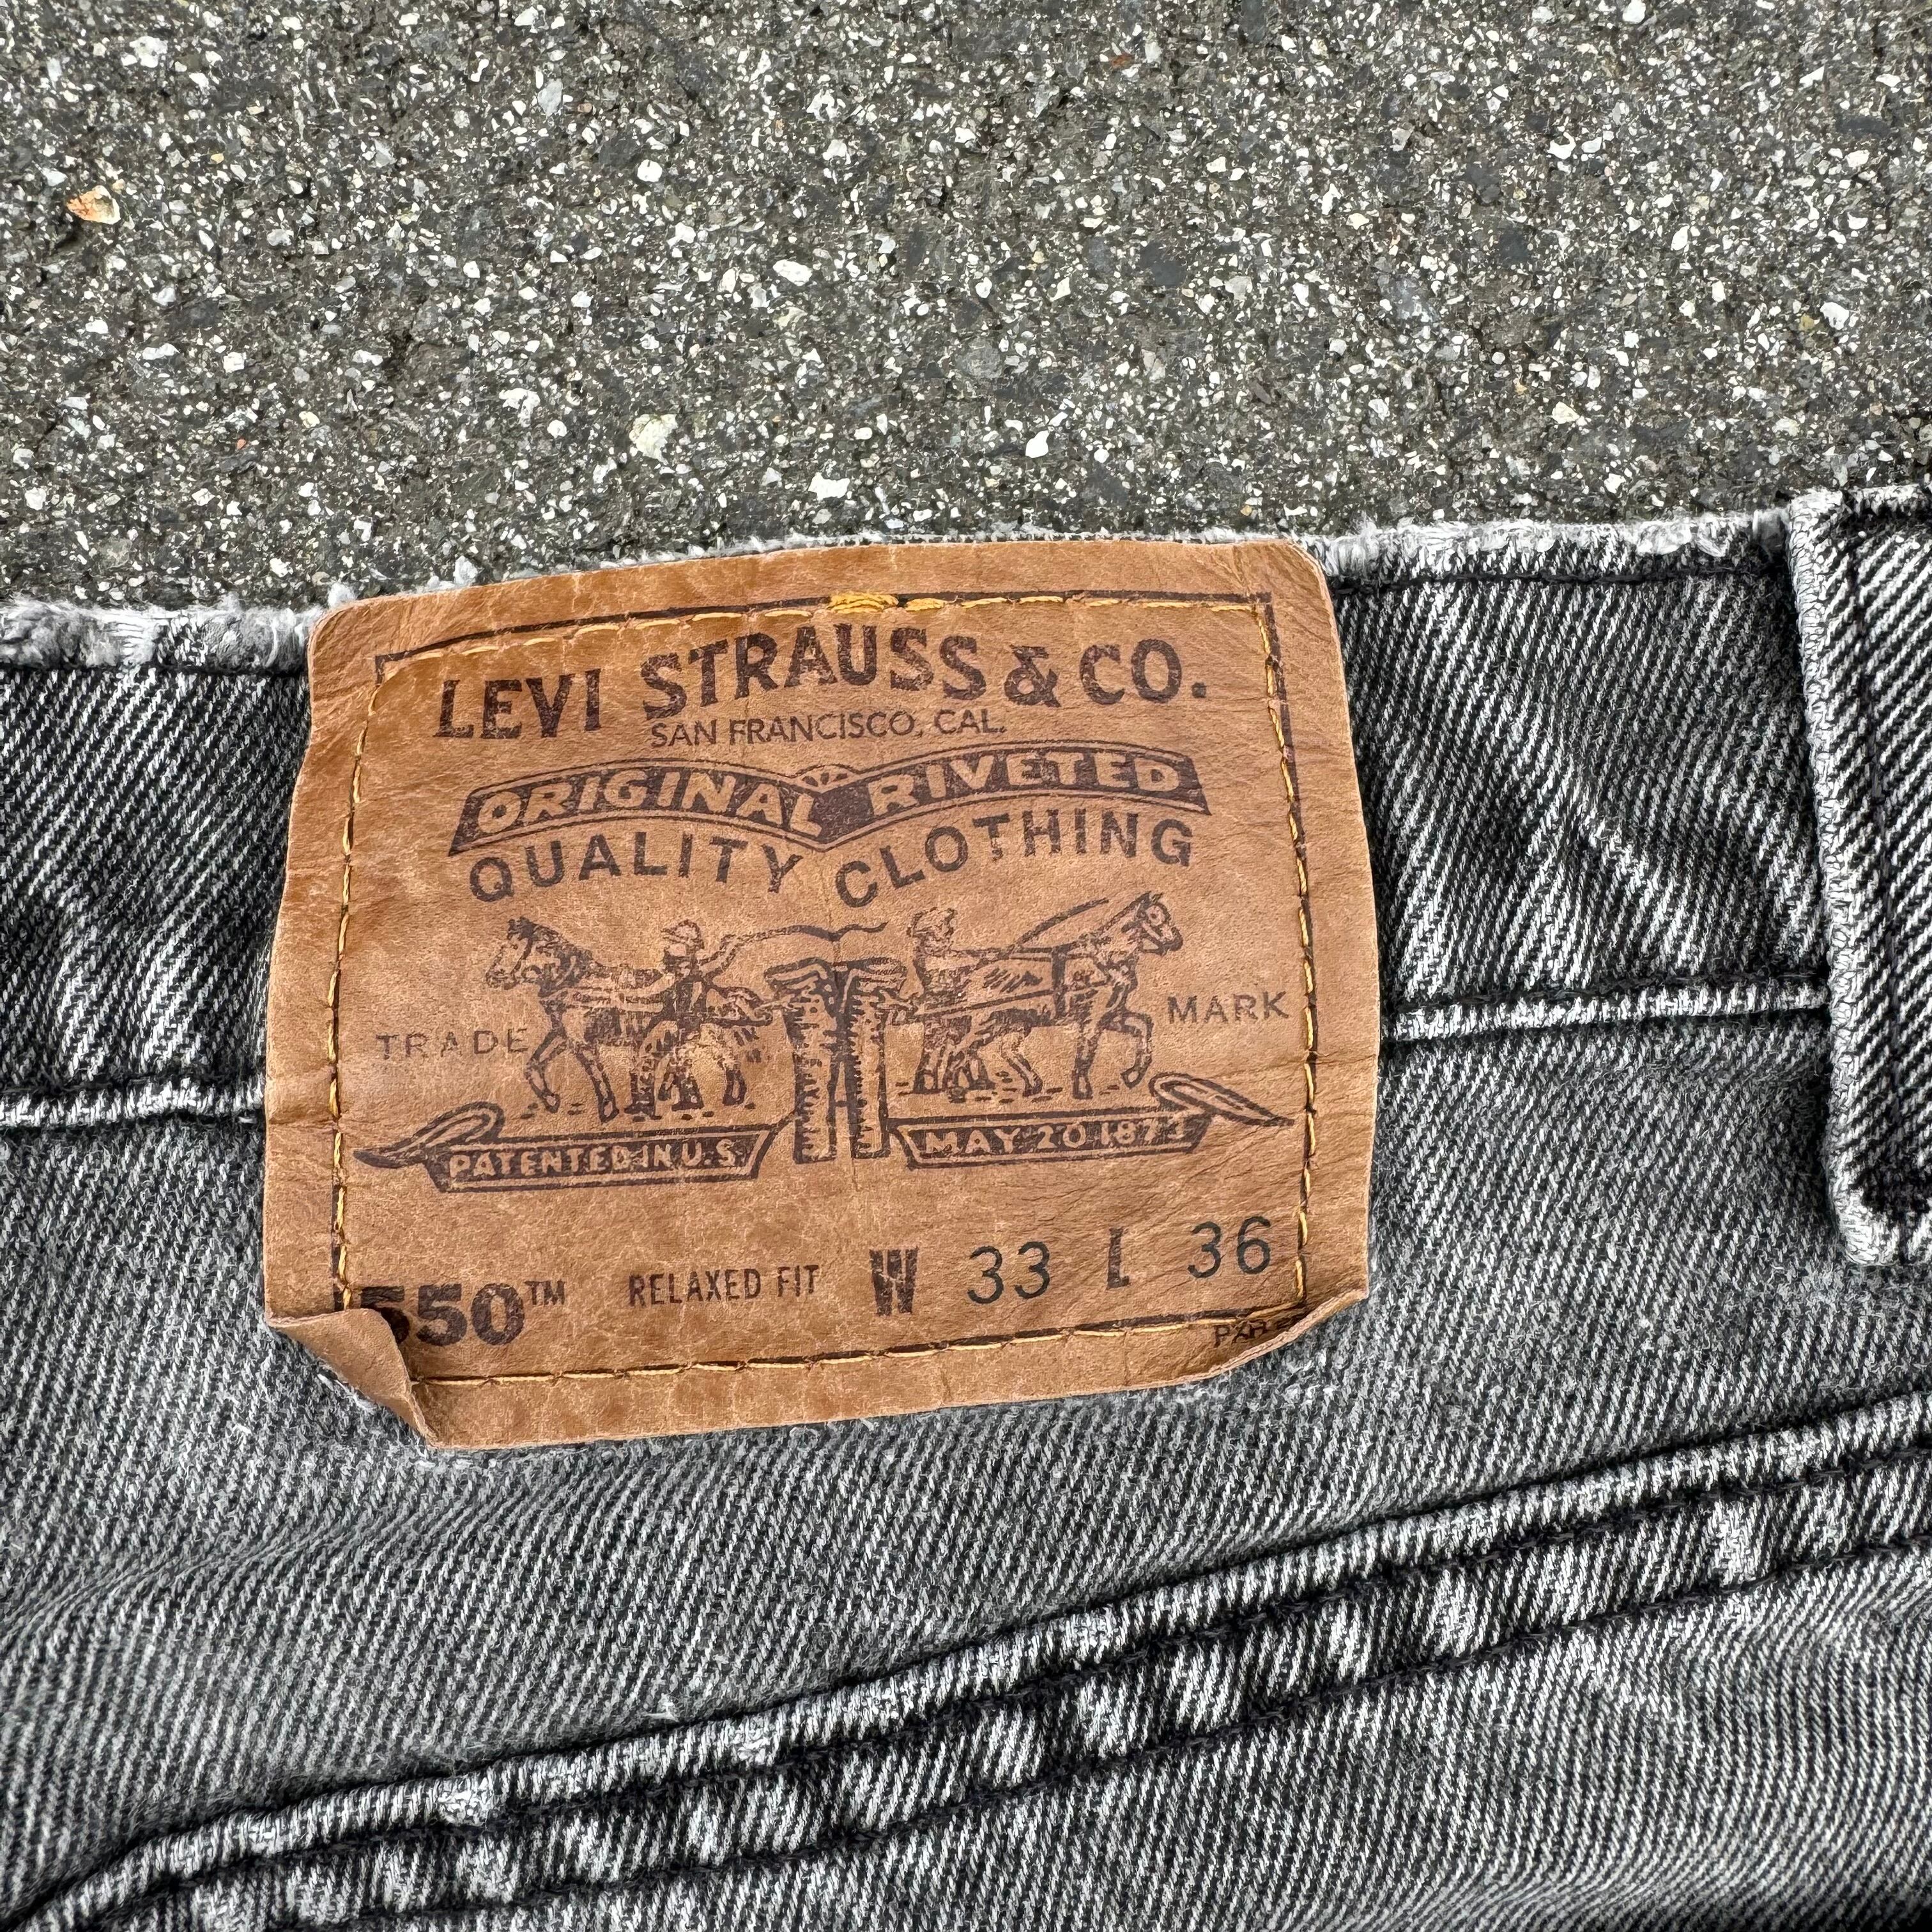 LEVI STRAUSS & CO.
SAN FRANCISCO, CAL.
ORIGINAL RIVETED
QUALITY CLOTHING
TRADE MARK
PATENTED IN U.S. MAY 20 1873
550™ RELAXED FIT W 33 L 36